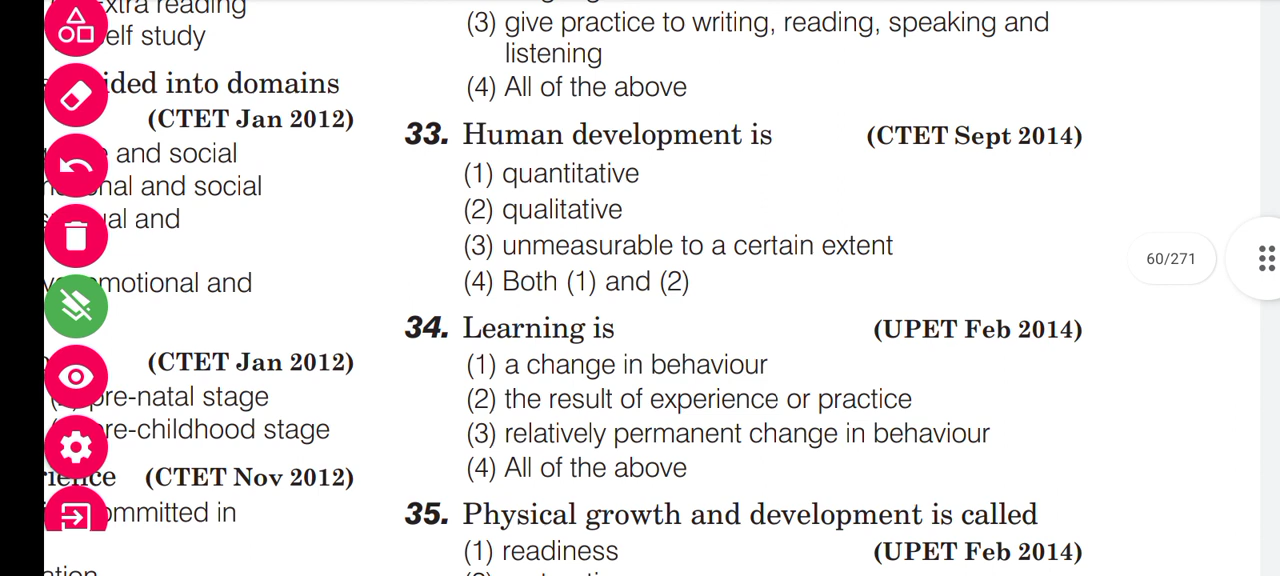 reading
elf study
ided into domains
(CTET Jan 2012)
and social
nal and social
al and
motional and
(CTET Jan 2012)
pre-natal stage
re-childhood stage
(CTET Nov 2012)
ommitted in
(3) give practice to writing, reading, speaking and
listening
(4) All of the above
33. Human development is (CTET Sept 2014)
(1) quantitative
(2) qualitative
(3) unmeasurable to a certain extent
(4) Both (1) and (2)
34. Learning is (UPET Feb 2014)
(1) a change in behaviour
(2) the result of experience or practice
(3) relatively permanent change in behaviour
(4) All of the above
35. Physical growth and development is called
(1) readiness (UPET Feb 2014)
60/271